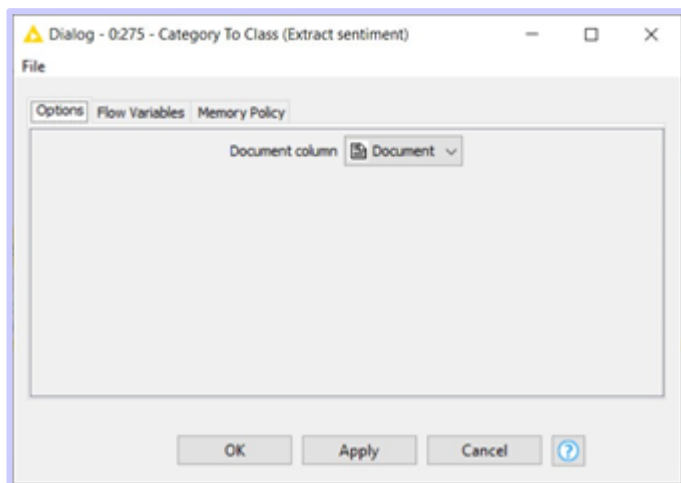 Dialog - 0:275 - Category To Class (Extract sentiment)
File
Options Flow Variables Memory Policy
Document column Document
OK Apply Cancel ?